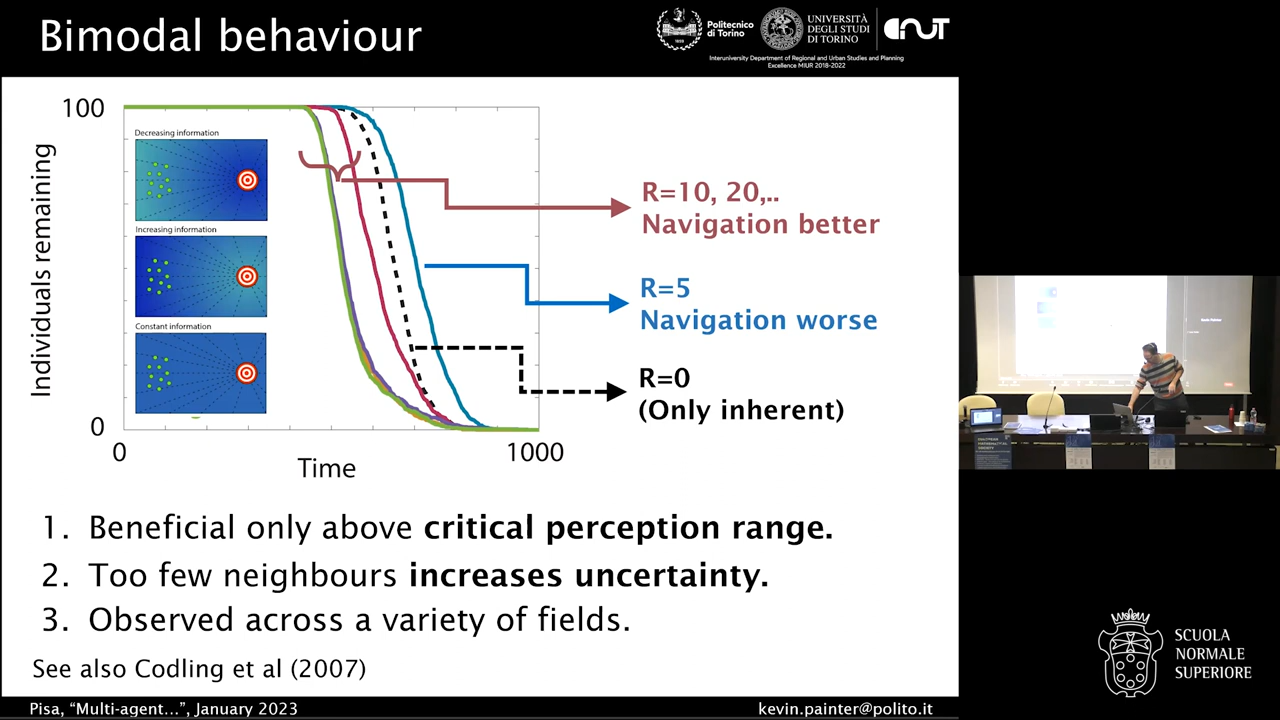 Bimodal behaviour
Politecnico
di Torino
UNIVERSITÀ
DEGLI STUDI
DI TORINO
Interuniversity Department of Regional and Urban Studies and Planning
Excellence MIUR 2018-2022
100
Individuals remaining
0
0
1000
Time
Decreasing information
Increasing information
Constant information
R=10, 20,..
Navigation better
R=5
Navigation worse
R=0
(Only inherent)
1. Beneficial only above critical perception range.
2. Too few neighbours increases uncertainty.
3. Observed across a variety of fields.
See also Codling et al (2007)
Pisa, “Multi-agent...”, January 2023
kevin.painter@polito.it
SCUOLA
NORMALE
SUPERIORE